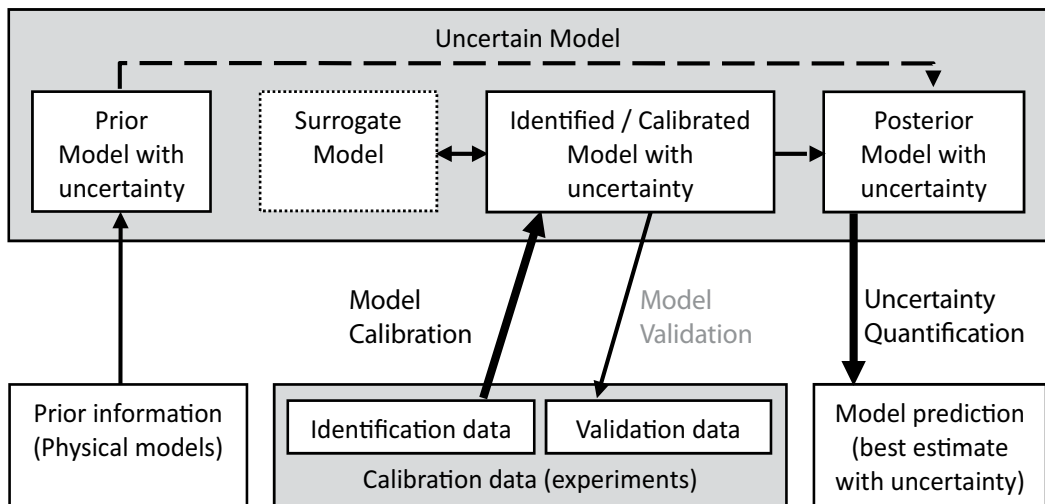 Uncertain Model
Prior
Model with
uncertainty
Surrogate
Model
Identified / Calibrated
Model with
uncertainty
Posterior
Model with
uncertainty
Model
Calibration
Model
Validation
Uncertainty
Quantification
Prior information
(Physical models)
Identification data
Validation data
Calibration data (experiments)
Model prediction
(best estimate
with uncertainty)